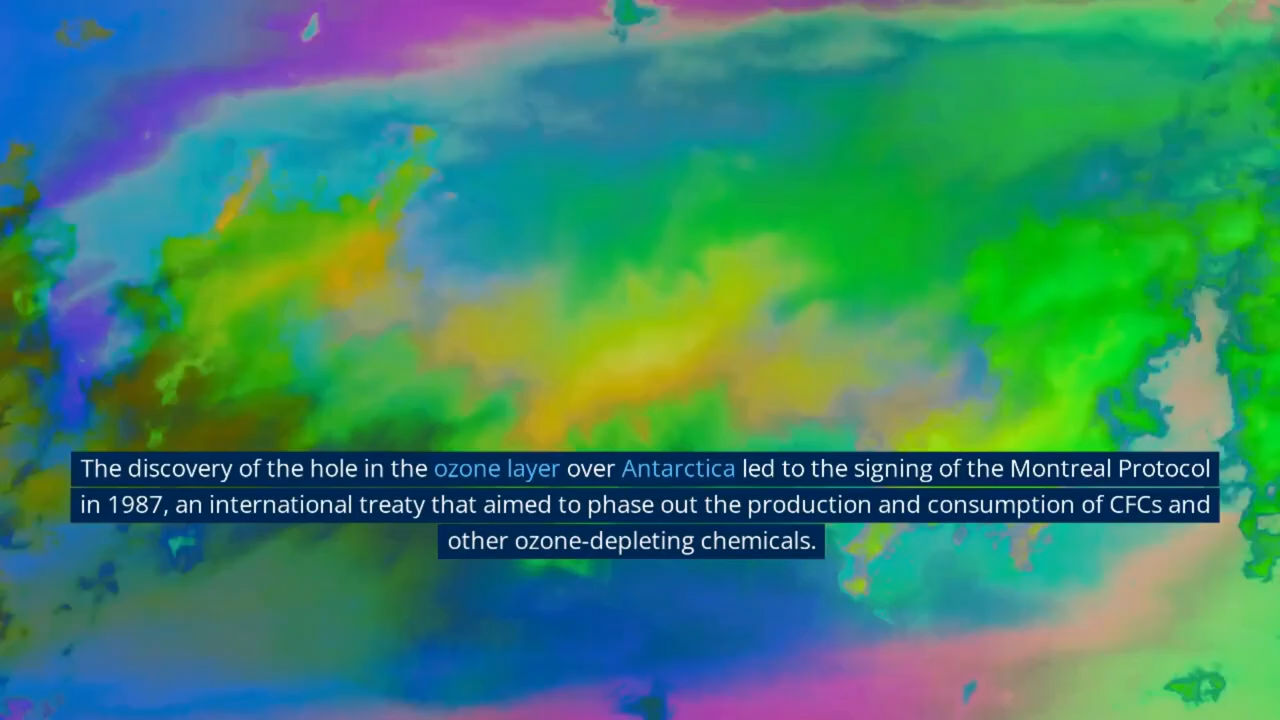 The discovery of the hole in the ozone layer over Antarctica led to the signing of the Montreal Protocol
in 1987, an international treaty that aimed to phase out the production and consumption of CFCs and
other ozone-depleting chemicals.